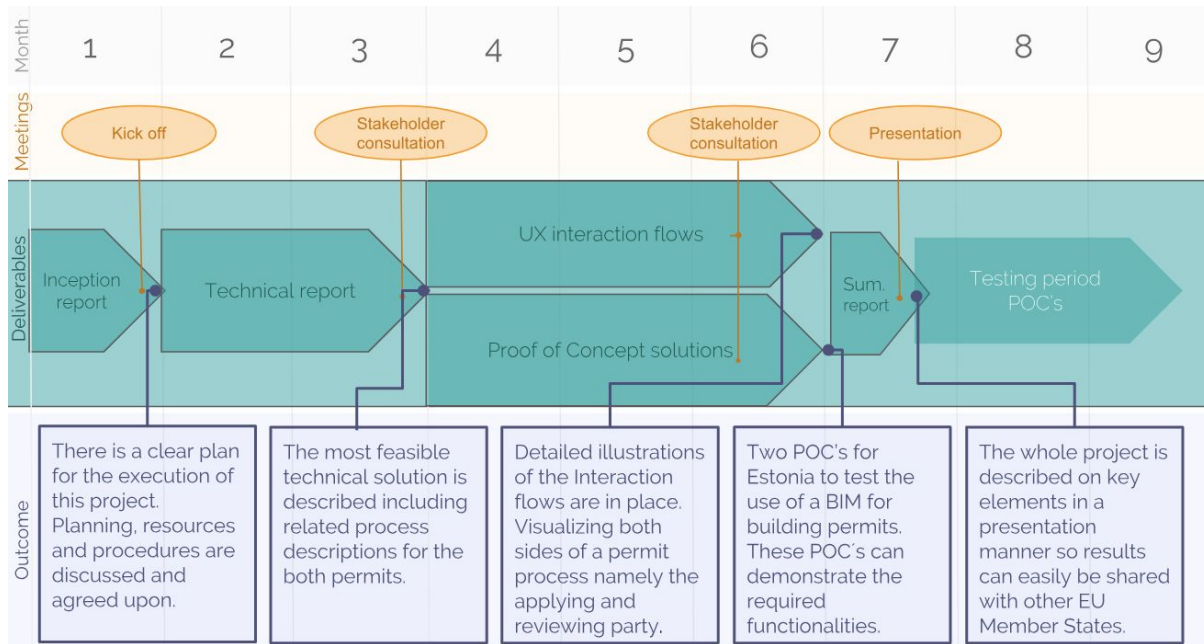 Month
1
2
3
4
5
6
7
8
9
Meetings
Kick off
Stakeholder
consultation
Stakeholder
consultation
Presentation
Deliverables
Inception
report
Technical report
UX interaction flows
Proof of Concept solutions
Sum.
report
Testing period
POC's
Outcome
There is a clear plan
for the execution of
this project.
Planning, resources
and procedures are
discussed and
agreed upon.
The most feasible
technical solution is
described including
related process
descriptions for the
both permits.
Detailed illustrations
of the Interaction
flows are in place.
Visualizing both
sides of a permit
process namely the
applying and
reviewing party.
Two POC's for
Estonia to test the
use of a BIM for
building permits.
These POC´s can
demonstrate the
required
functionalities.
The whole project is
described on key
elements in a
presentation
manner so results
can easily be shared
with other EU
Member States.